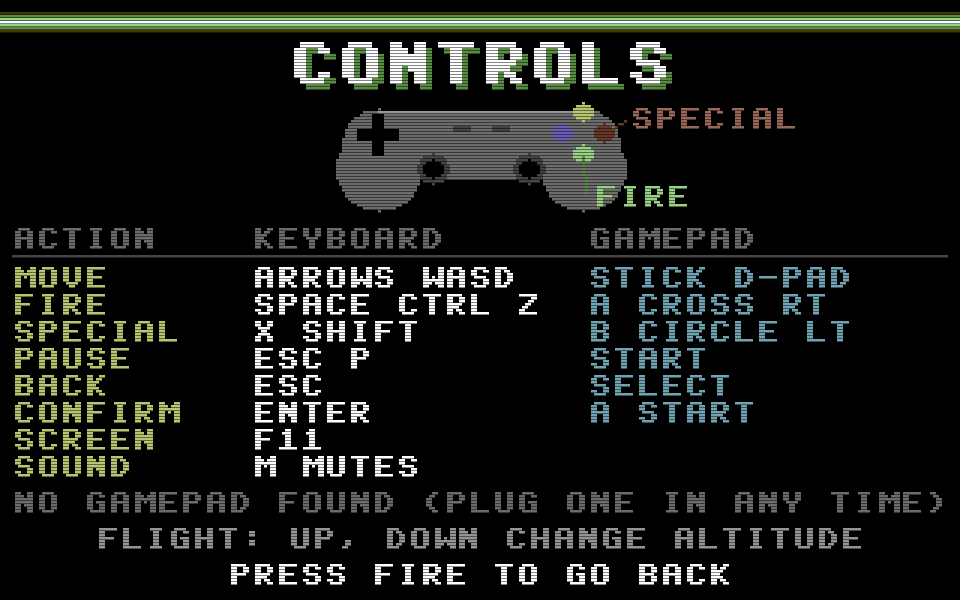 CONTROLS
SPECIAL
FIRE
ACTION KEYBOARD GAMEPAD
MOVE ARROWS WASD STICK D-PAD
FIRE SPACE CTRL Z A CROSS RT
SPECIAL X SHIFT B CIRCLE LT
PAUSE ESC P START
BACK ESC SELECT
CONFIRM ENTER A START
SCREEN F11
SOUND M MUTES
NO GAMEPAD FOUND (PLUG ONE IN ANY TIME)
FLIGHT: UP, DOWN CHANGE ALTITUDE
PRESS FIRE TO GO BACK